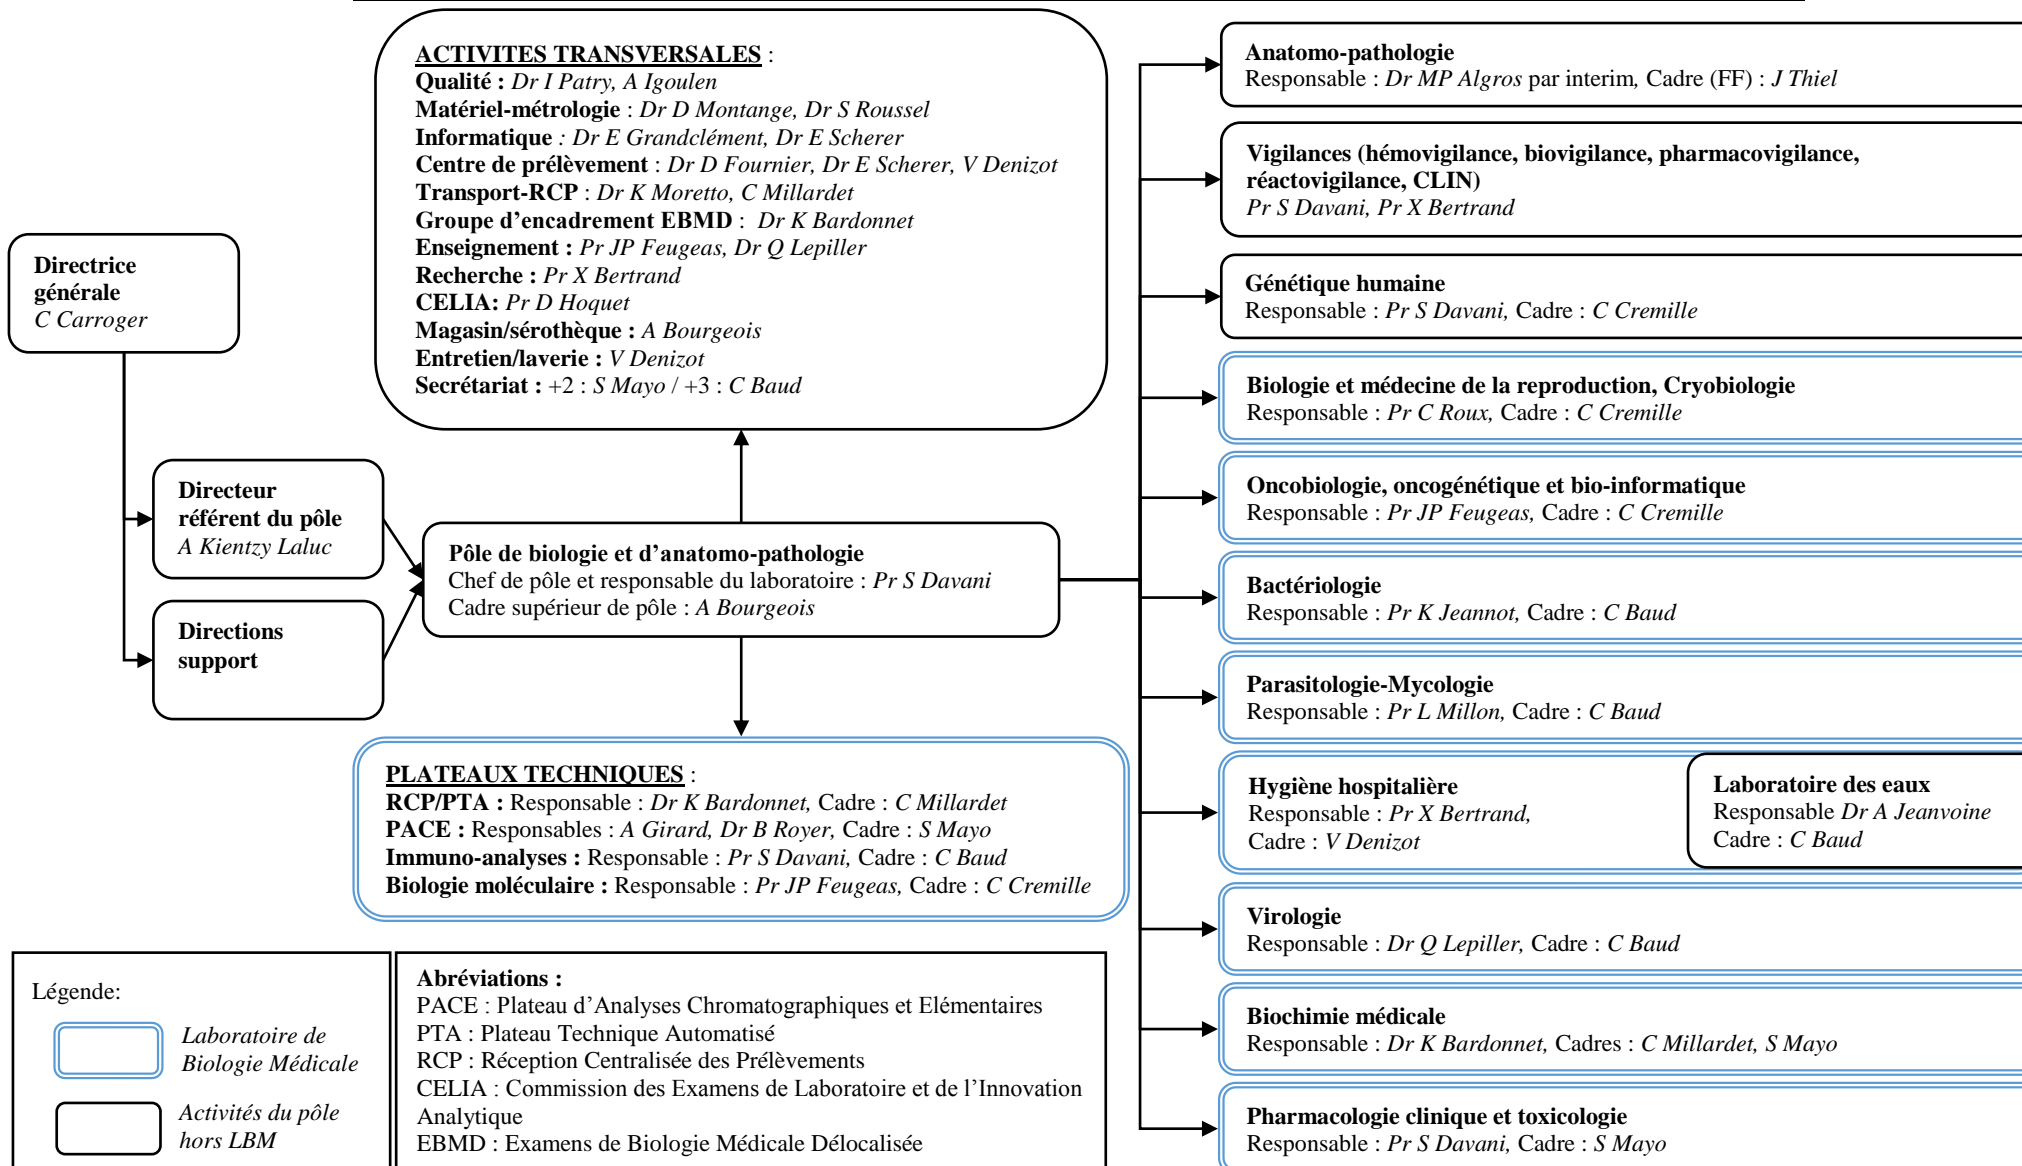 ACTIVITES TRANSVERSALES :
Qualité : Dr I Patry, A Igoulen
Matériel-métrologie : Dr D Montange, Dr S Roussel
Informatique : Dr E Grandclément, Dr E Scherer
Centre de prélèvement : Dr D Fournier, Dr E Scherer, V Denizot
Transport-RCP : Dr K Moretto, C Millardet
Groupe d’encadrement EBMD : Dr K Bardonnet
Enseignement : Pr JP Feugeas, Dr Q Lepiller
Recherche : Pr X Bertrand
CELIA: Pr D Hoquet
Magasin/sérothèque : A Bourgeois
Entretien/laverie : V Denizot
Secrétariat : +2 : S Mayo / +3 : C Baud
Directrice
générale
C Carroger
Directeur
référent du pôle
A Kientzy Laluc
Directions
support
Pôle de biologie et d’anatomo-pathologie
Chef de pôle et responsable du laboratoire : Pr S Davani
Cadre supérieur de pôle : A Bourgeois
PLATEAUX TECHNIQUES :
RCP/PTA : Responsable : Dr K Bardonnet, Cadre : C Millardet
PACE : Responsables : A Girard, Dr B Royer, Cadre : S Mayo
Immuno-analyses : Responsable : Pr S Davani, Cadre : C Baud
Biologie moléculaire : Responsable : Pr JP Feugeas, Cadre : C Cremille
Anatomo-pathologie
Responsable : Dr MP Algros par interim, Cadre (FF) : J Thiel
Vigilances (hémovigilance, biovigilance, pharmacovigilance,
réactovigilance, CLIN)
Pr S Davani, Pr X Bertrand
Génétique humaine
Responsable : Pr S Davani, Cadre : C Cremille
Biologie et médecine de la reproduction, Cryobiologie
Responsable : Pr C Roux, Cadre : C Cremille
Oncobiologie, oncogénétique et bio-informatique
Responsable : Pr JP Feugeas, Cadre : C Cremille
Bactériologie
Responsable : Pr K Jeannot, Cadre : C Baud
Parasitologie-Mycologie
Responsable : Pr L Millon, Cadre : C Baud
Hygiène hospitalière
Responsable : Pr X Bertrand,
Cadre : V Denizot
Laboratoire des eaux
Responsable Dr A Jeanvoine
Cadre : C Baud
Virologie
Responsable : Dr Q Lepiller, Cadre : C Baud
Biochimie médicale
Responsable : Dr K Bardonnet, Cadres : C Millardet, S Mayo
Pharmacologie clinique et toxicologie
Responsable : Pr S Davani, Cadre : S Mayo
Légende:
Laboratoire de
Biologie Médicale
Activités du pôle
hors LBM
Abréviations :
PACE : Plateau d’Analyses Chromatographiques et Elémentaires
PTA : Plateau Technique Automatisé
RCP : Réception Centralisée des Prélèvements
CELIA : Commission des Examens de Laboratoire et de l’Innovation
Analytique
EBMD : Examens de Biologie Médicale Délocalisée